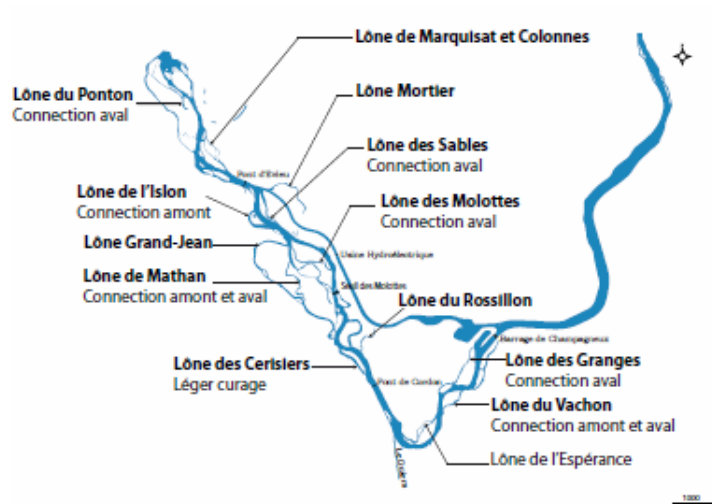 Lône de Marquisat et Colonnes
Lône du Ponton
Connection aval
Lône Mortier
Lône des Sables
Connection aval
Pont d'Evieu
Lône de l'Islon
Connection amont
Lône des Molottes
Connection aval
Lône Grand-Jean
Usine Hydroélectrique
Lône de Mathan
Connection amont et aval
Seuil des Molottes
Lône du Rossillon
Barrage de Champagneux
Lône des Cerisiers
Léger curage
Lône des Granges
Connection aval
Pont de Cordon
Lône du Vachon
Connection amont et aval
Lône de l'Espérance
Le Guiers
1000